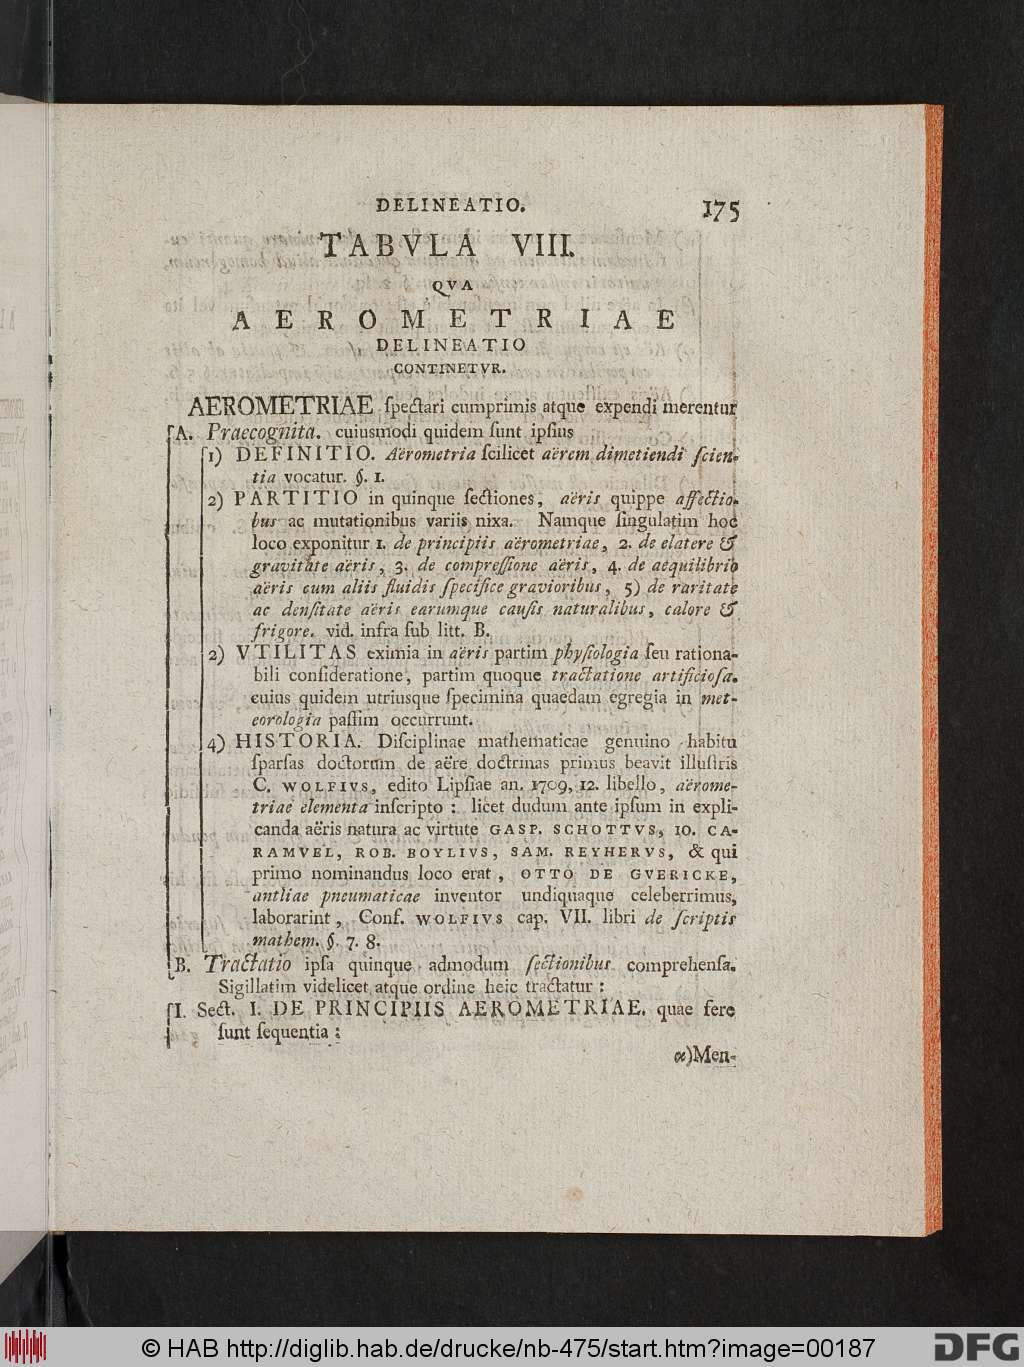 DELINEATIO. 175
TABVLA VIII.
QVA
AEROMETRIAE
DELINEATIO
CONTINETVR.
AEROMETRIAE ſpectari cumprimis atque expendi merentur
A. Praecognita. cuiusmodi quidem ſunt ipſius
1) DEFINITIO. Aërometria ſcilicet aërem dimetiendi ſcien-
tia vocatur. §. 1.
2) PARTITIO in quinque ſectiones, aëris quippe affectio-
bus ac mutationibus variis nixa. Namque ſingulatim hoc
loco exponitur 1. de principiis aërometriae, 2. de elatere &
gravitate aëris, 3. de compreſſione aëris, 4. de aequilibrio
aëris cum aliis fluidis ſpecifice gravioribus, 5) de raritate
ac denſitate aëris earumque cauſis naturalibus, calore &
frigore. vid. infra ſub litt. B.
2) VTILITAS eximia in aëris partim phyſiologia ſeu rationa-
bili conſideratione, partim quoque tractatione artificioſa.
cuius quidem utriusque ſpecimina quaedam egregia in met-
eorologia paſſim occurrunt.
4) HISTORIA. Diſciplinae mathematicae genuino habitu
ſparſas doctorum de aëre doctrinas primus beavit illuſtris
C. WOLFIVS, edito Lipſiae an. 1709, 12. libello, aërome-
triae elementa inſcripto: licet dudum ante ipſum in expli-
canda aëris natura ac virtute GASP. SCHOTTVS, IO. CA-
RAMVEL, ROB. BOYLIVS, SAM. REYHERVS, & qui
primo nominandus loco erat, OTTO DE GVERICKE,
antliae pneumaticae inventor undiquaque celeberrimus,
laborarint, Conf. WOLFIVS cap. VII. libri de ſcriptis
mathem. §. 7. 8.
B. Tractatio ipſa quinque admodum ſectionibus comprehenſa.
Sigillatim videlicet atque ordine heic tractatur:
I. Sect. I. DE PRINCIPIIS AEROMETRIAE. quae fere
ſunt ſequentia:
α)Men-
© HAB http://diglib.hab.de/drucke/nb-475/start.htm?image=00187
DFG